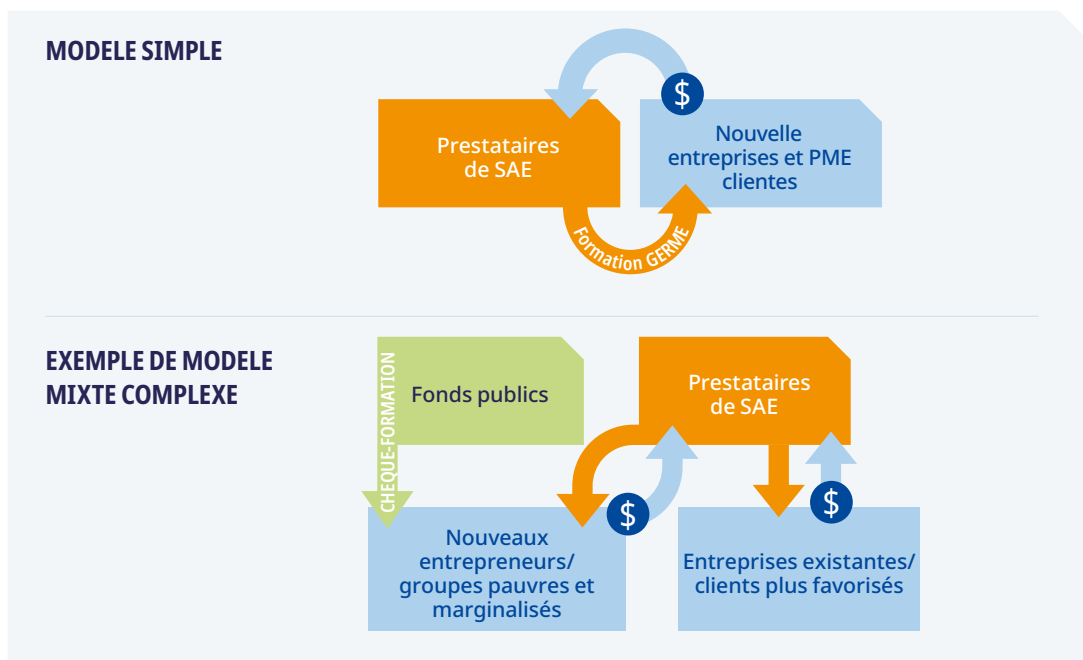 MODELE SIMPLE
$
Prestataires
de SAE
Nouvelle
entreprises et PME
clientes
Formation GERME
EXEMPLE DE MODELE
MIXTE COMPLEXE
CHEQUE-FORMATION
Fonds publics
Prestataires
de SAE
$
$
Nouveaux
entrepreneurs/
groupes pauvres et
marginalisés
Entreprises existantes/
clients plus favorisés